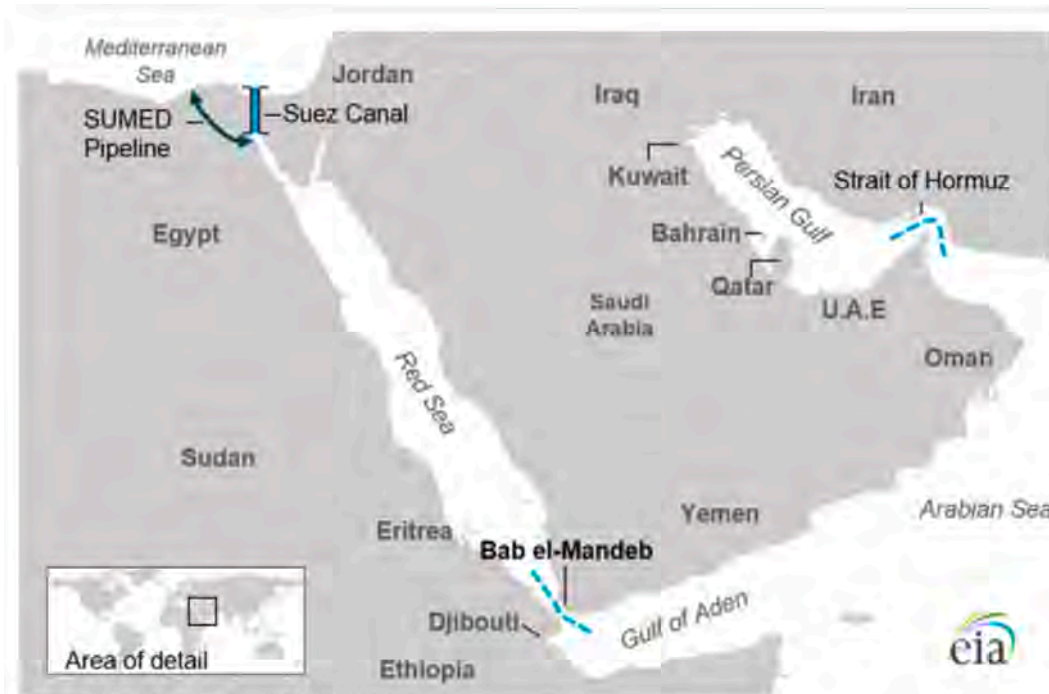 Mediterranean
Sea
Jordan
Iraq
Iran
SUMED
Pipeline
Suez Canal
Kuwait
Persian Gulf
Strait of Hormuz
Egypt
Bahrain
Qatar
Saudi
Arabia
U.A.E
Oman
Red Sea
Sudan
Eritrea
Yemen
Arabian Sea
Bab el-Mandeb
Djibouti
Gulf of Aden
Ethiopia
Area of detail
eia